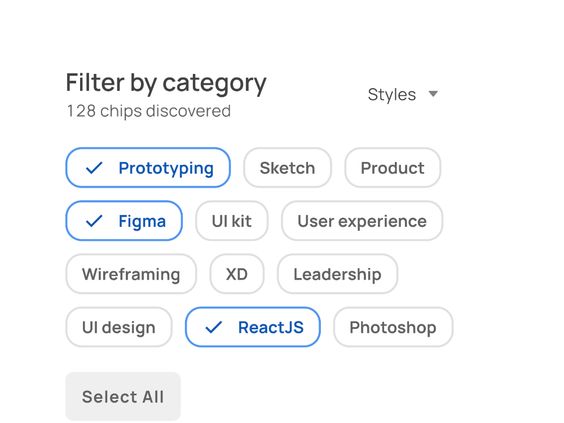 Filter by category
Styles
128 chips discovered
Prototyping
Sketch
Product
Figma
UI kit
User experience
Wireframing
XD
Leadership
UI design
ReactJS
Photoshop
Select All